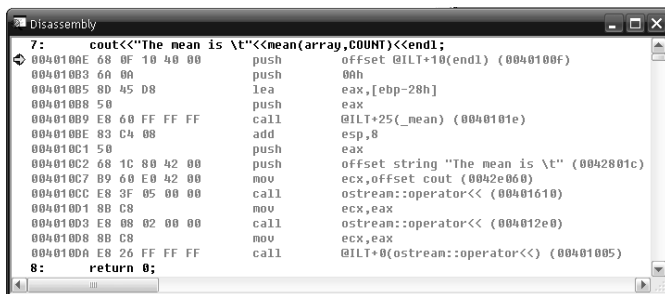 Disassembly
7: cout<<"The mean is \t"<<mean(array,COUNT)<<endl;
004010AE 68 0F 10 40 00 push offset @ILT+10(endl) (0040100f)
004010B3 6A 0A push 0Ah
004010B5 8D 45 D8 lea eax,[ebp-28h]
004010B8 50 push eax
004010B9 E8 60 FF FF FF call @ILT+25(_mean) (0040101e)
004010BE 83 C4 08 add esp,8
004010C1 50 push eax
004010C2 68 1C 80 42 00 push offset string "The mean is \t" (0042801c)
004010C7 B9 60 E0 42 00 mov ecx,offset cout (0042e060)
004010CC E8 3F 05 00 00 call ostream::operator<< (00401610)
004010D1 8B C8 mov ecx,eax
004010D3 E8 08 02 00 00 call ostream::operator<< (004012e0)
004010D8 8B C8 mov ecx,eax
004010DA E8 26 FF FF FF call @ILT+0(ostream::operator<<) (00401005)
8: return 0;